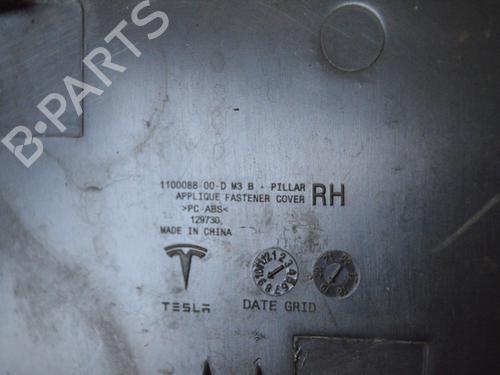 B-PARTS
1100088-00-D M3 B - PILLAR
APPLIQUE FASTENER COVER RH
>PC-ABS<
129730
MADE IN CHINA
TESLA
DATE GRID